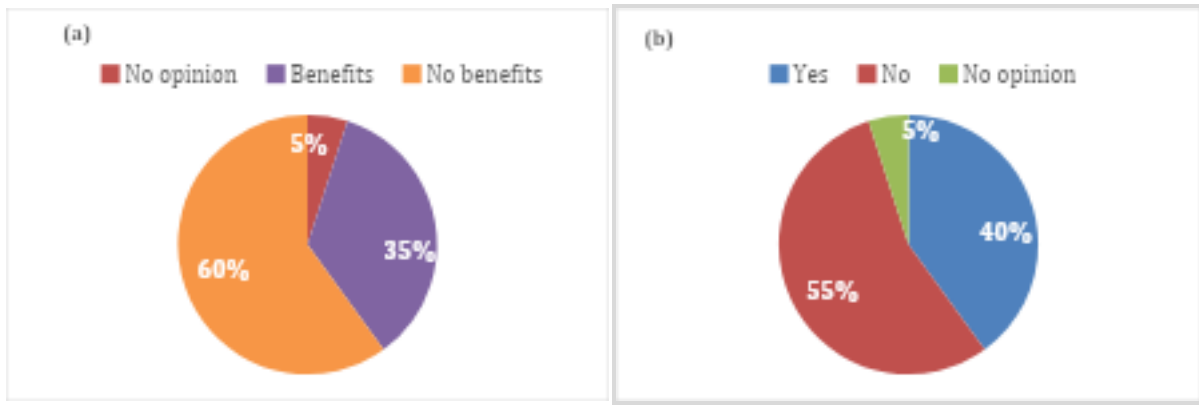 (a)
No opinion Benefits No benefits
5%
35%
60%
(b)
Yes No No opinion
5%
40%
55%